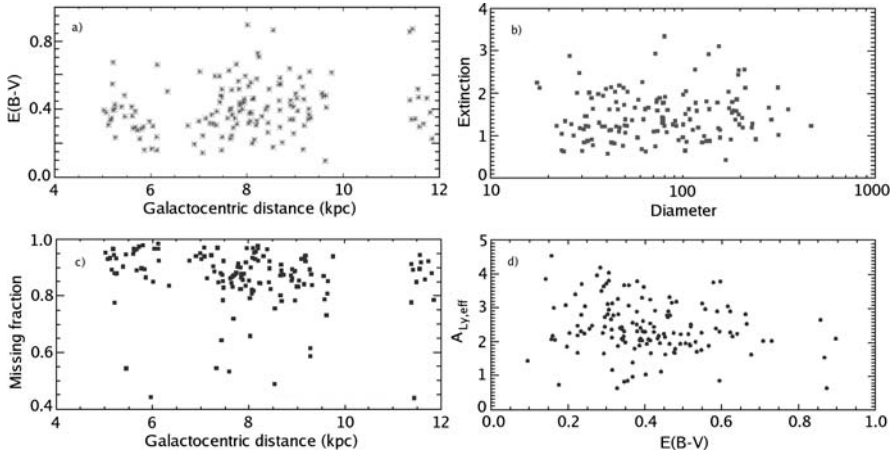 a)
0.8
0.4
0.0
E(B-V)
4 6 8 10 12
Galactocentric distance (kpc)
b)
4
3
2
1
0
Extinction
10 100 1000
Diameter
c)
1.0
0.8
0.6
0.4
Missing fraction
4 6 8 10 12
Galactocentric distance (kpc)
d)
5
4
3
2
1
0
A Ly,eff
0.0 0.2 0.4 0.6 0.8 1.0
E(B-V)